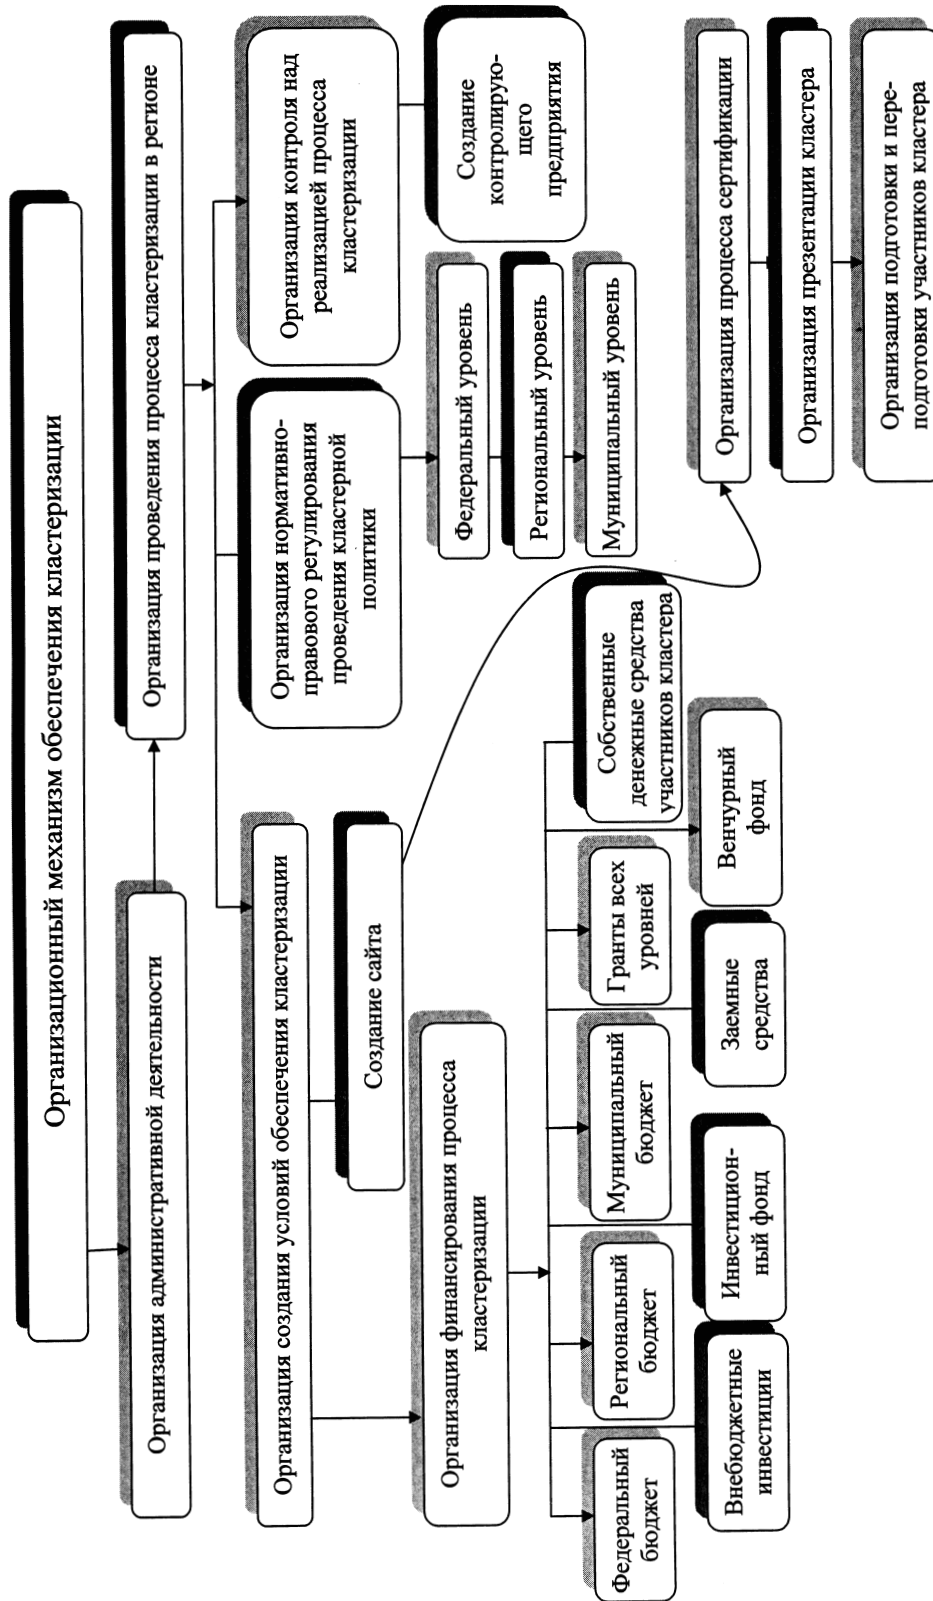 Организационный механизм обеспечения кластеризации
Организация административной деятельности
Организация проведения процесса кластеризации в регионе
Организация создания условий обеспечения кластеризации
Организация нормативно-
правового регулирования
проведения кластерной
политики
Организация контроля над
реализацией процесса
кластеризации
Создание сайта
Организация финансирования процесса
кластеризации
Федеральный уровень
Региональный уровень
Муниципальный уровень
Создание
контролирую-
щего
предприятия
Федеральный
бюджет
Региональный
бюджет
Муниципальный
бюджет
Гранты всех
уровней
Собственные
денежные средства
участников кластера
Внебюджетные
инвестиции
Инвестицион-
ный фонд
Заемные
средства
Венчурный
фонд
Организация процесса сертификации
Организация презентации кластера
Организация подготовки и пере-
подготовки участников кластера